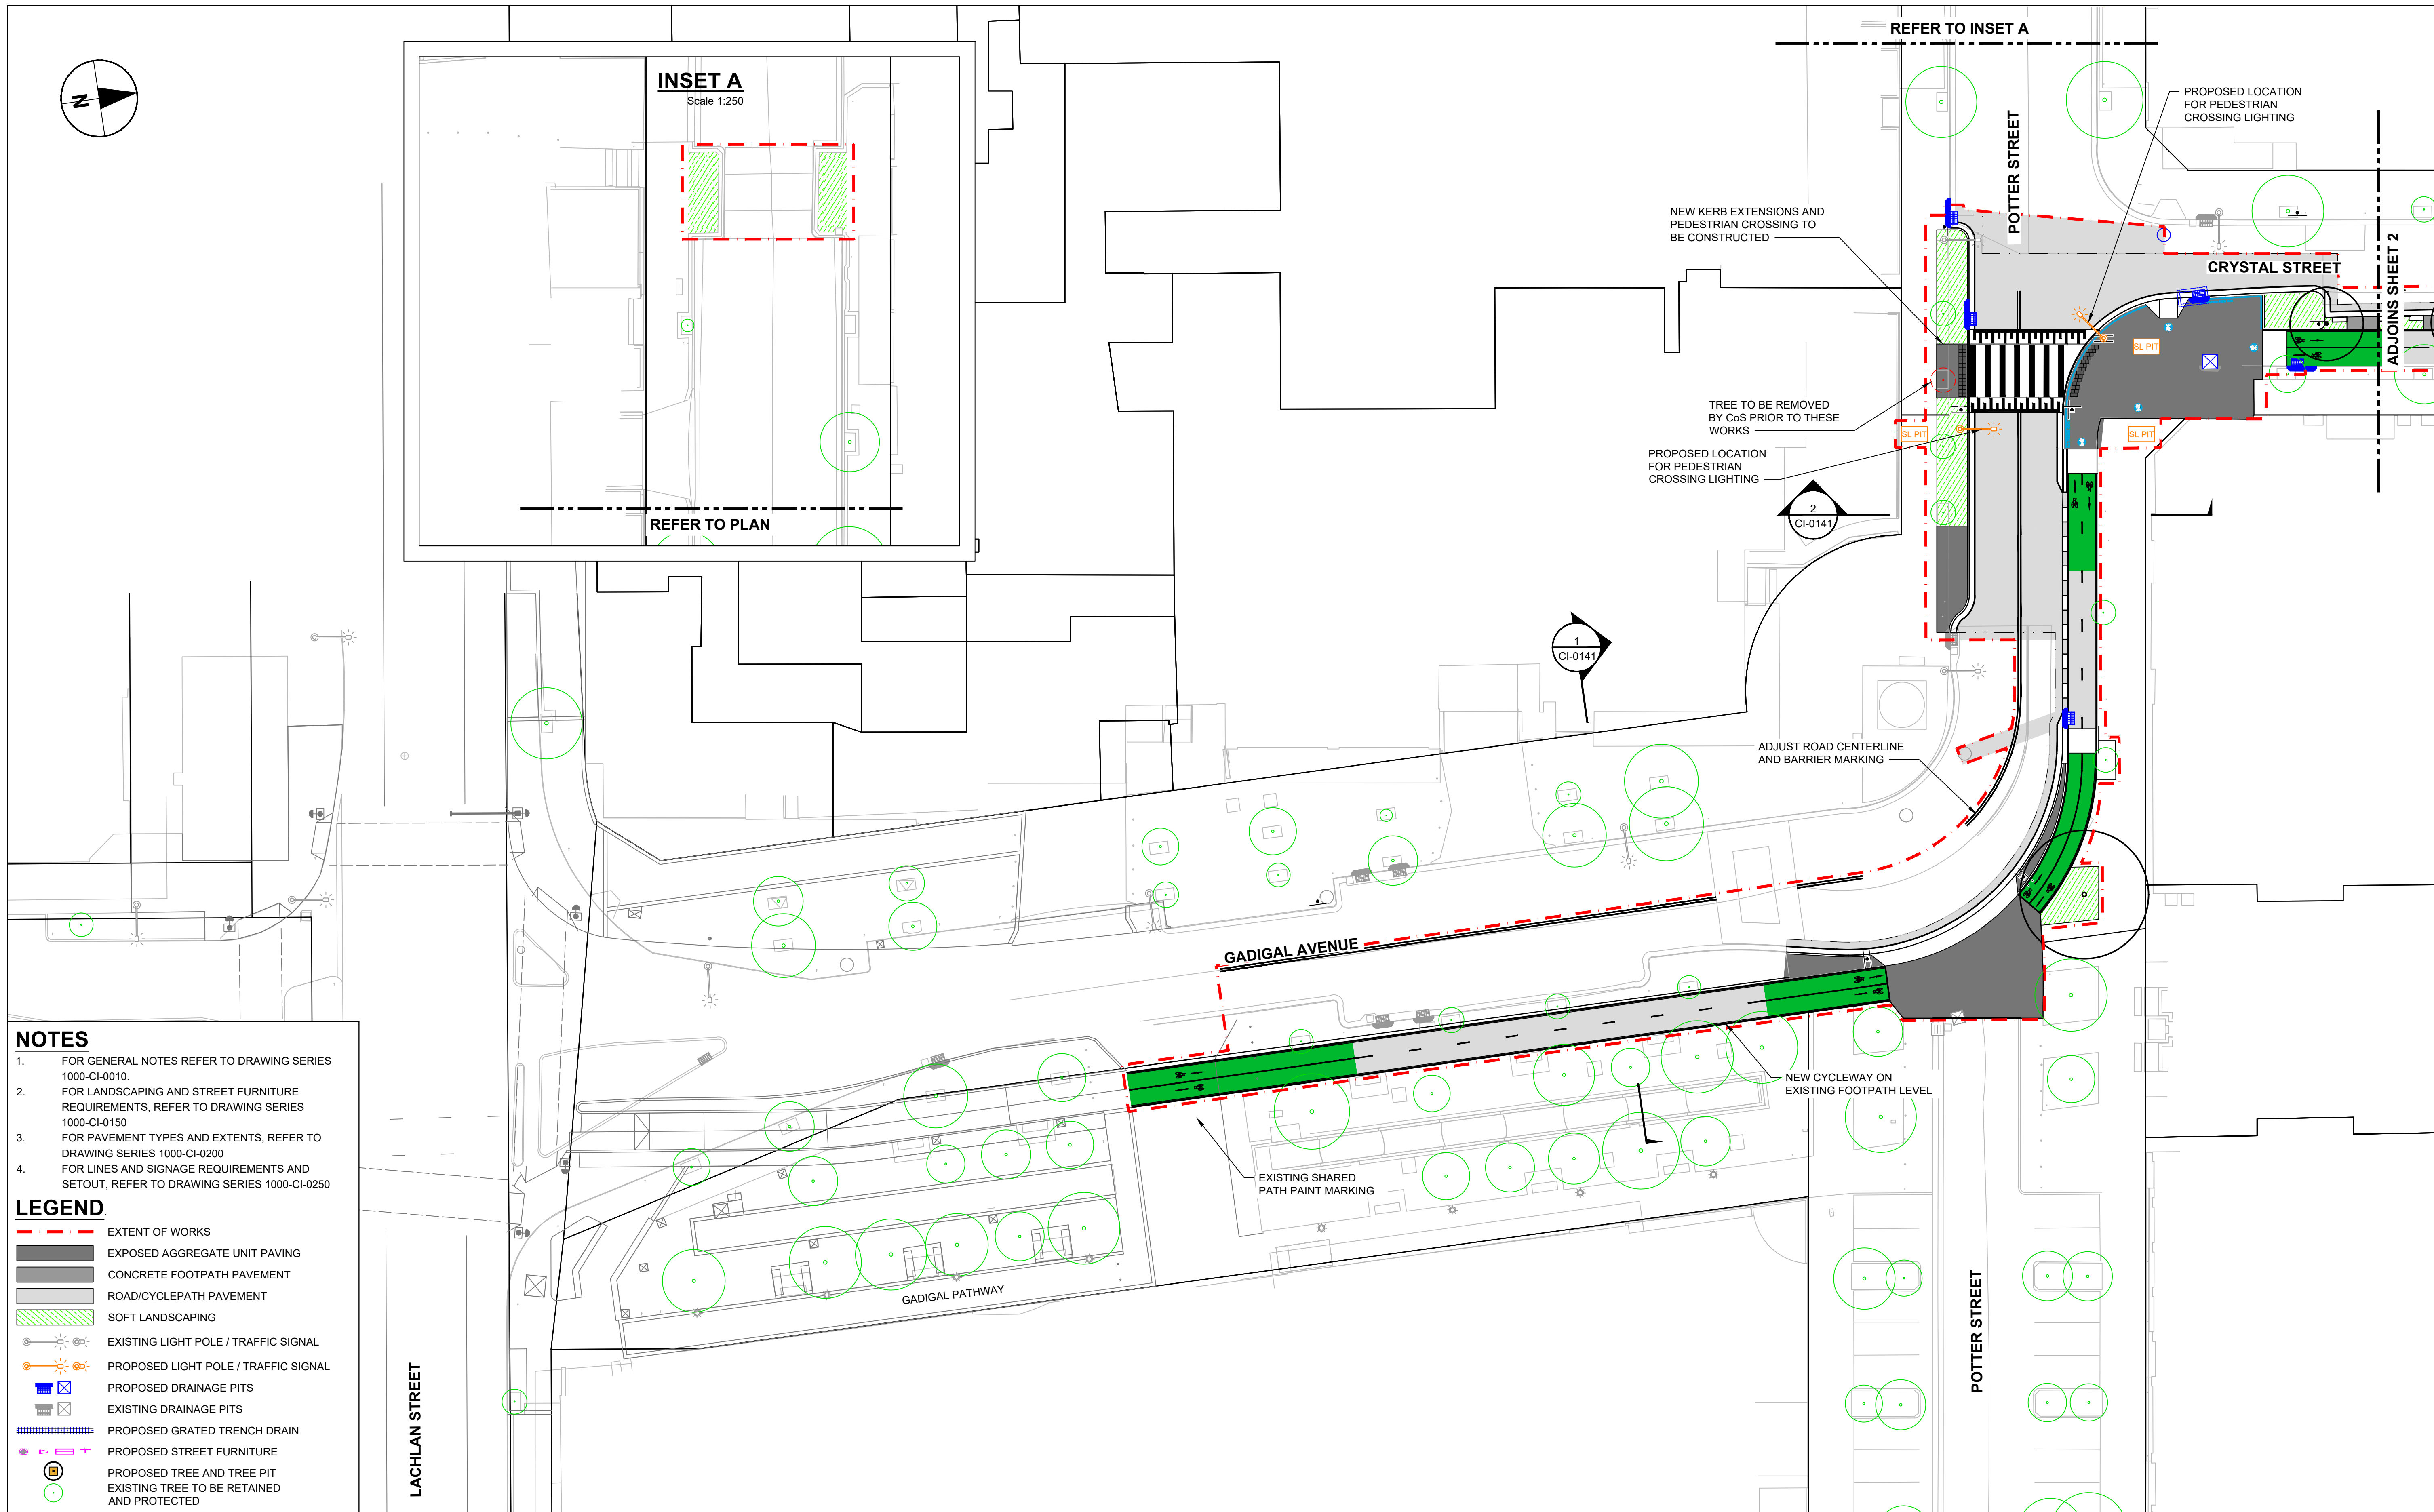 INSET A
Scale 1:250
REFER TO PLAN
N
REFER TO INSET A
PROPOSED LOCATION
FOR PEDESTRIAN
CROSSING LIGHTING
POTTER STREET
NEW KERB EXTENSIONS AND
PEDESTRIAN CROSSING TO
BE CONSTRUCTED
CRYSTAL STREET
ADJOINS SHEET 2
SL PIT
TREE TO BE REMOVED
BY CoS PRIOR TO THESE
WORKS
SL PIT
SL PIT
PROPOSED LOCATION
FOR PEDESTRIAN
CROSSING LIGHTING
2
CI-0141
1
CI-0141
ADJUST ROAD CENTERLINE
AND BARRIER MARKING
GADIGAL AVENUE
NEW CYCLEWAY ON
EXISTING FOOTPATH LEVEL
EXISTING SHARED
PATH PAINT MARKING
GADIGAL PATHWAY
LACHLAN STREET
POTTER STREET
NOTES
1. FOR GENERAL NOTES REFER TO DRAWING SERIES
1000-CI-0010.
2. FOR LANDSCAPING AND STREET FURNITURE
REQUIREMENTS, REFER TO DRAWING SERIES
1000-CI-0150
3. FOR PAVEMENT TYPES AND EXTENTS, REFER TO
DRAWING SERIES 1000-CI-0200
4. FOR LINES AND SIGNAGE REQUIREMENTS AND
SETOUT, REFER TO DRAWING SERIES 1000-CI-0250
LEGEND
EXTENT OF WORKS
EXPOSED AGGREGATE UNIT PAVING
CONCRETE FOOTPATH PAVEMENT
ROAD/CYCLEPATH PAVEMENT
SOFT LANDSCAPING
EXISTING LIGHT POLE / TRAFFIC SIGNAL
PROPOSED LIGHT POLE / TRAFFIC SIGNAL
PROPOSED DRAINAGE PITS
EXISTING DRAINAGE PITS
PROPOSED GRATED TRENCH DRAIN
PROPOSED STREET FURNITURE
PROPOSED TREE AND TREE PIT
EXISTING TREE TO BE RETAINED
AND PROTECTED